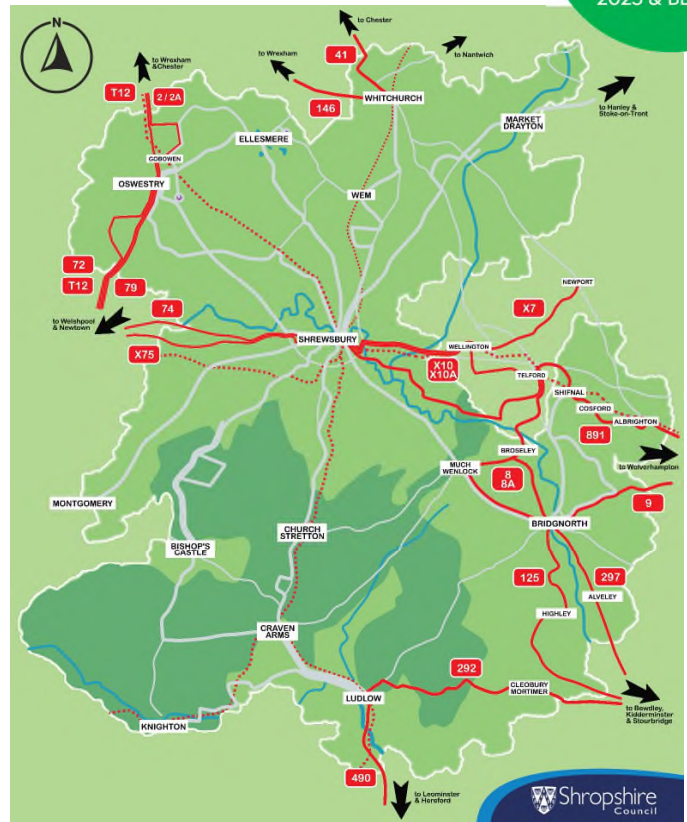 2025 & BE
N
to Chester
to Wrexham
&Chester
to Wrexham
41
to Nantwich
T12
2 / 2A
146
WHITCHURCH
to Hanley &
Stoke-on-Trent
MARKET
DRAYTON
ELLESMERE
GOBOWEN
OSWESTRY
WEM
72
T12
79
NEWPORT
74
X7
to Welshpool
& Newtown
SHREWSBURY
WELLINGTON
X75
X10
X10A
TELFORD
SHIFNAL
COSFORD
ALBRIGHTON
891
BROSELEY
to Wolverhampton
MUCH
WENLOCK
8
8A
9
MONTGOMERY
BRIDGNORTH
CHURCH
STRETTON
BISHOP'S
CASTLE
125
297
ALVELEY
HIGHLEY
CRAVEN
ARMS
292
CLEOBURY
MORTIMER
LUDLOW
to Bewdley,
Kidderminster
& Stourbridge
KNIGHTON
490
to Leominster
& Hereford
Shropshire
Council